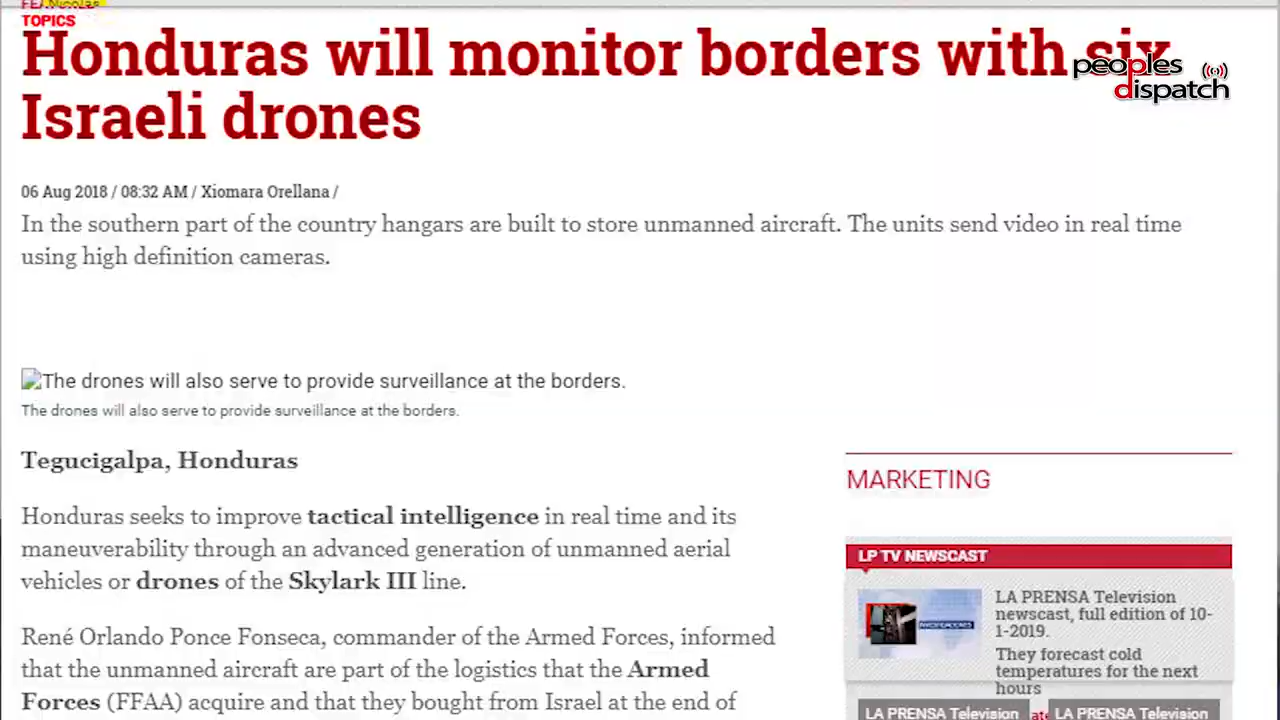 FEATURED
Nicolas
TOPICS
Honduras will monitor borders with six
Israeli drones
peoples
dispatch
06 Aug 2018 / 08:32 AM / Xiomara Orellana /
In the southern part of the country hangars are built to store unmanned aircraft. The units send video in real time
using high definition cameras.
The drones will also serve to provide surveillance at the borders.
The drones will also serve to provide surveillance at the borders.
Tegucigalpa, Honduras
Honduras seeks to improve tactical intelligence in real time and its
maneuverability through an advanced generation of unmanned aerial
vehicles or drones of the Skylark III line.
René Orlando Ponce Fonseca, commander of the Armed Forces, informed
that the unmanned aircraft are part of the logistics that the Armed
Forces (FFAA) acquire and that they bought from Israel at the end of
MARKETING
LP TV NEWSCAST
LA PRENSA Television
newscast, full edition of 10-
1-2019.
They forecast cold
temperatures for the next
hours
LA PRENSA Television
LA PRENSA Television